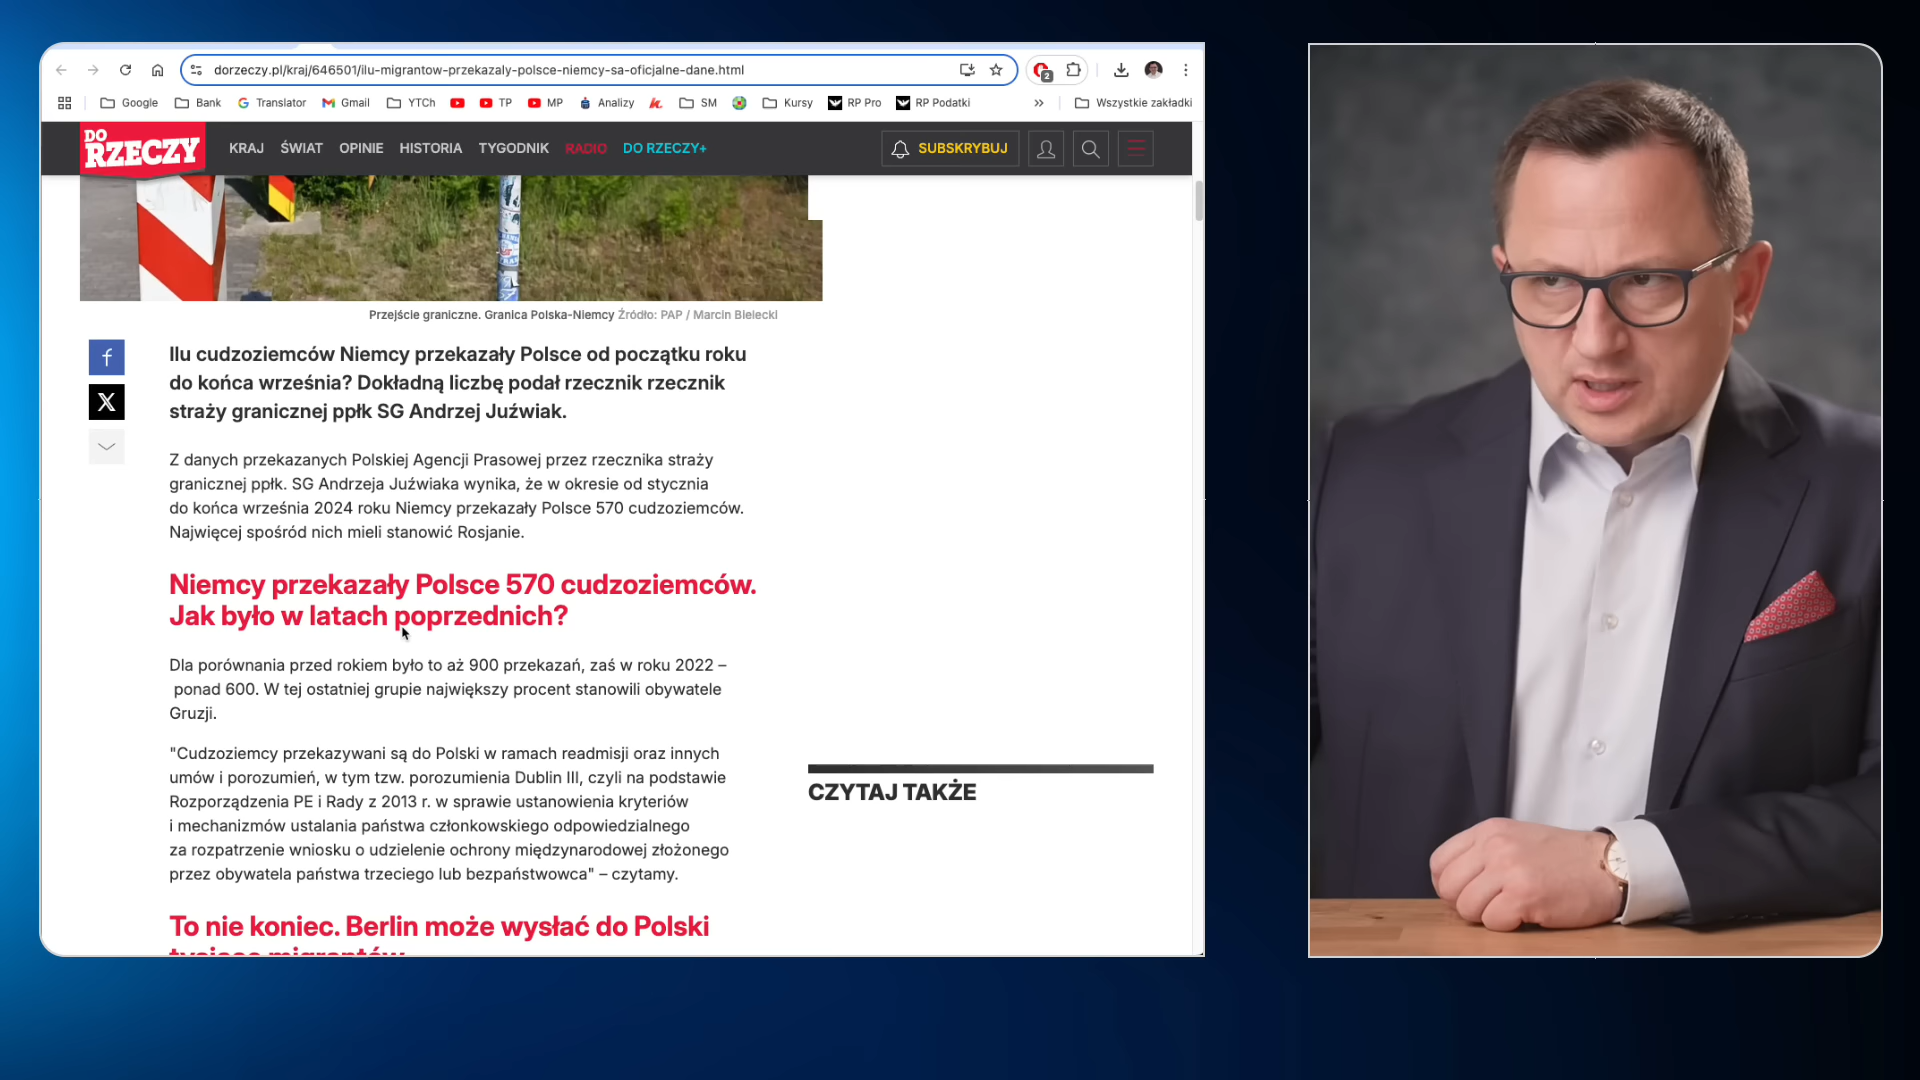 dorzeczy.pl/kraj/646501/ilu-migrantow-przekazaly-polsce-niemcy-sa-oficjalne-dane.html
2
Google Bank Translator Gmail YTCh TP MP Analizy SM Kursy RP Pro RP Podatki » Wszystkie zakładki
DO RZECZY KRAJ ŚWIAT OPINIE HISTORIA TYGODNIK RADIO DO RZECZY+ SUBSKRYBUJ
Przejście graniczne. Granica Polska-Niemcy Źródło: PAP / Marcin Bielecki
Ilu cudzoziemców Niemcy przekazały Polsce od początku roku
do końca września? Dokładną liczbę podał rzecznik rzecznik
straży granicznej ppłk SG Andrzej Juźwiak.
Z danych przekazanych Polskiej Agencji Prasowej przez rzecznika straży
granicznej ppłk. SG Andrzeja Juźwiaka wynika, że w okresie od stycznia
do końca września 2024 roku Niemcy przekazały Polsce 570 cudzoziemców.
Najwięcej spośród nich mieli stanowić Rosjanie.
Niemcy przekazały Polsce 570 cudzoziemców.
Jak było w latach poprzednich?
Dla porównania przed rokiem było to aż 900 przekazań, zaś w roku 2022 –
ponad 600. W tej ostatniej grupie największy procent stanowili obywatele
Gruzji.
"Cudzoziemcy przekazywani są do Polski w ramach readmisji oraz innych
umów i porozumień, w tym tzw. porozumienia Dublin III, czyli na podstawie
Rozporządzenia PE i Rady z 2013 r. w sprawie ustanowienia kryteriów
i mechanizmów ustalania państwa członkowskiego odpowiedzialnego
za rozpatrzenie wniosku o udzielenie ochrony międzynarodowej złożonego
przez obywatela państwa trzeciego lub bezpaństwowca" – czytamy.
To nie koniec. Berlin może wysłać do Polski
tysiące migrantów
CZYTAJ TAKŻE